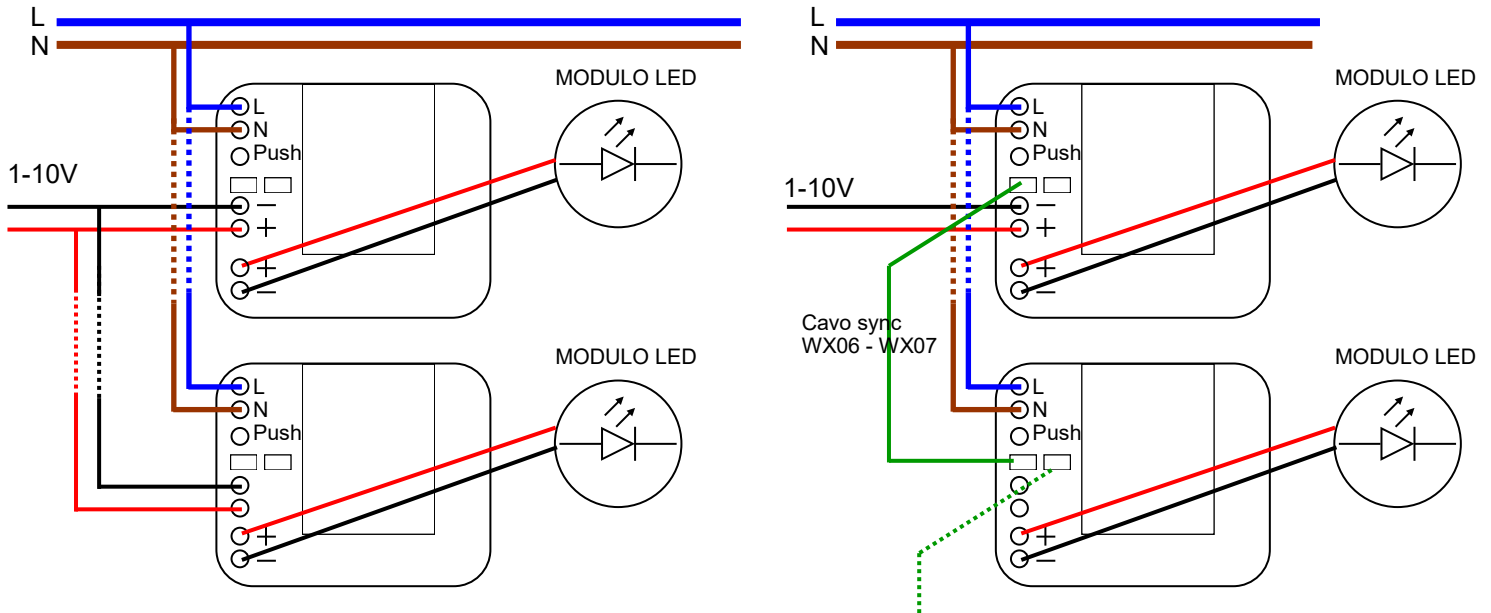 L
N
MODULO LED
L
N
Push
1-10V
−
+
+
−
MODULO LED
L
N
Push
+
−
L
N
MODULO LED
L
N
Push
1-10V
−
+
+
−
Cavo sync
WX06 - WX07
MODULO LED
L
N
Push
+
−